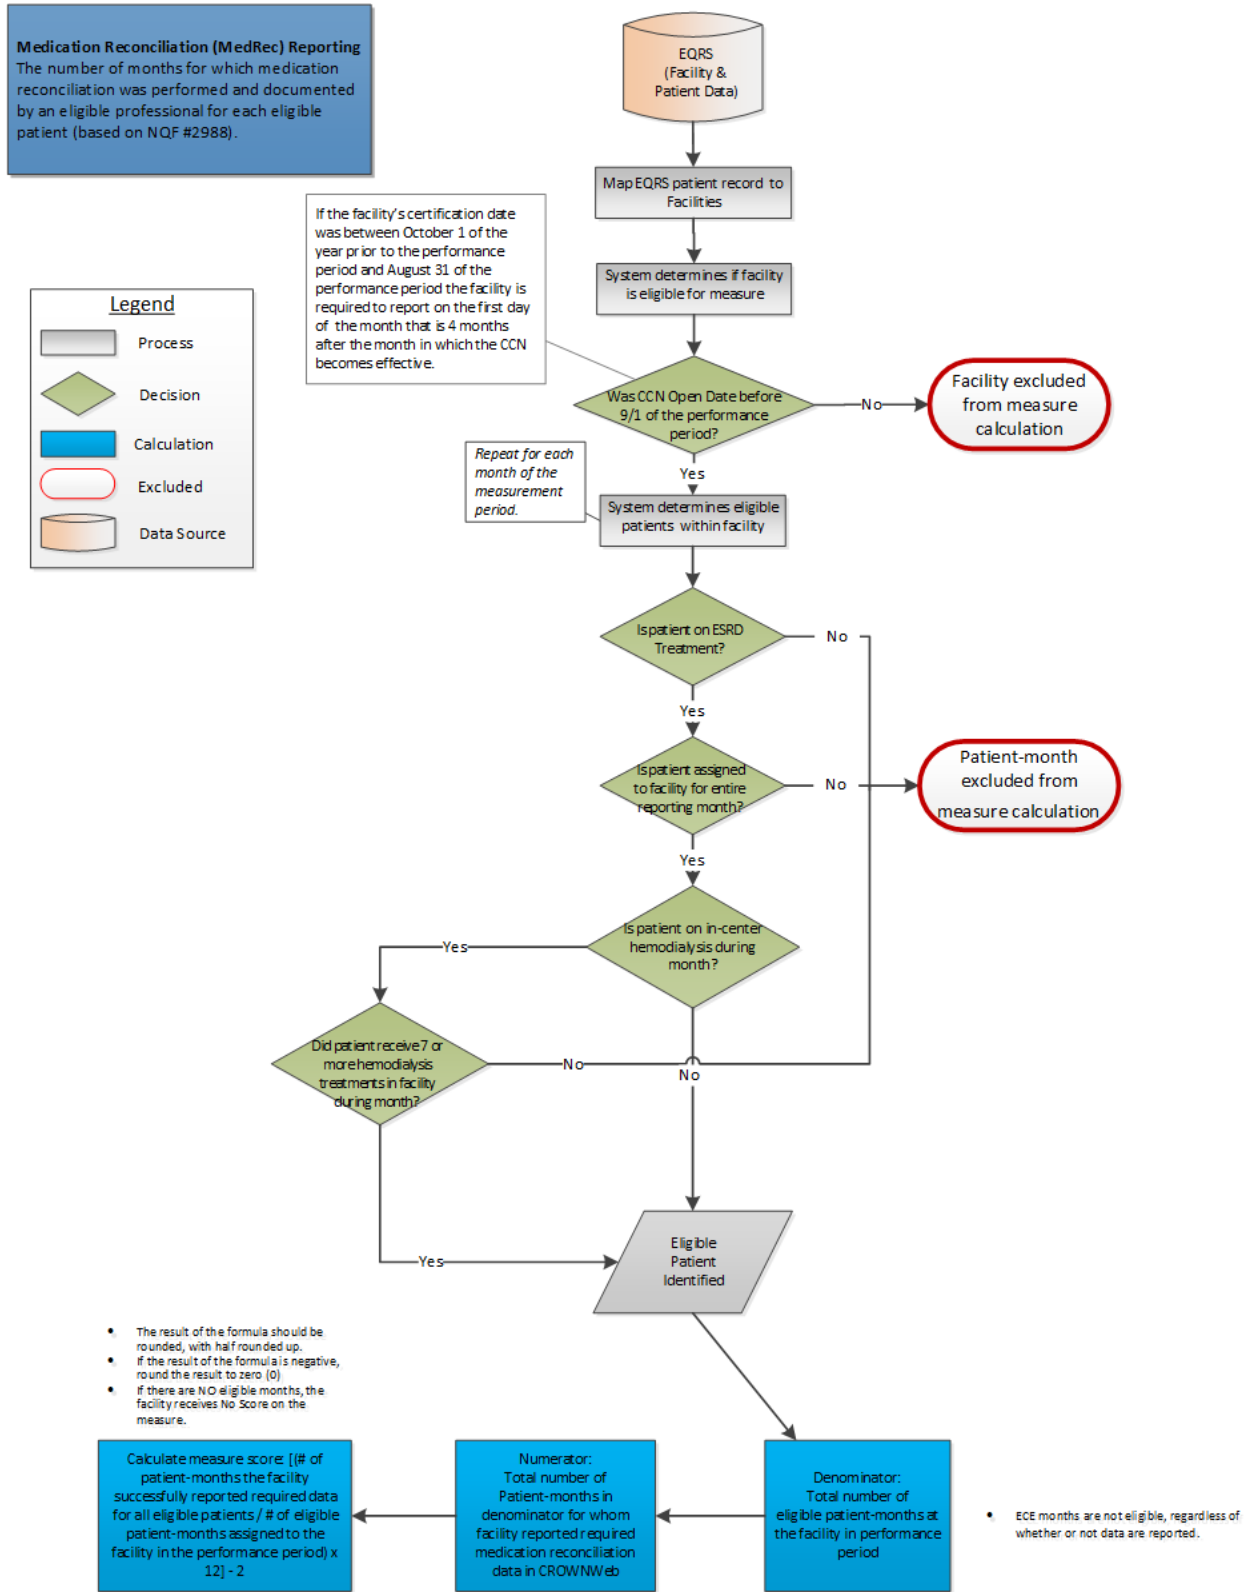 Medication Reconciliation (MedRec) Reporting
The number of months for which medication
reconciliation was performed and documented
by an eligible professional for each eligible
patient (based on NQF #2988).
EQRS
(Facility &
Patient Data)
Map EQRS patient record to
Facilities
If the facility's certification date
was between October 1 of the
year prior to the performance
period and August 31 of the
performance period the facility is
required to report on the first day
of the month that is 4 months
after the month in which the CCN
becomes effective.
System determines if facility
is eligible for measure
Legend
Process
Decision
Calculation
Excluded
Data Source
Was CCN Open Date before
9/1 of the performance
period?
No
Facility excluded
from measure
calculation
Yes
Repeat for each
month of the
measurement
period.
System determines eligible
patients within facility
Is patient on ESRD
Treatment?
No
Yes
Is patient assigned
to facility for entire
reporting month?
No
Patient-month
excluded from
measure calculation
Yes
Is patient on in-center
hemodialysis during
month?
Yes
Did patient receive 7 or
more hemodialysis
treatments in facility
during month?
No
No
Yes
Eligible
Patient
Identified
• The result of the formula should be
rounded, with half rounded up.
• If the result of the formula is negative,
round the result to zero (0)
• If there are NO eligible months, the
facility receives No Score on the
measure.
Calculate measure score: [(# of
patient-months the facility
successfully reported required data
for all eligible patients / # of eligible
patient-months assigned to the
facility in the performance period) x
12] - 2
Numerator:
Total number of
Patient-months in
denominator for whom
facility reported required
medication reconciliation
data in CROWNWeb
Denominator:
Total number of
eligible patient-months at
the facility in performance
period
• ECE months are not eligible, regardless of
whether or not data are reported.